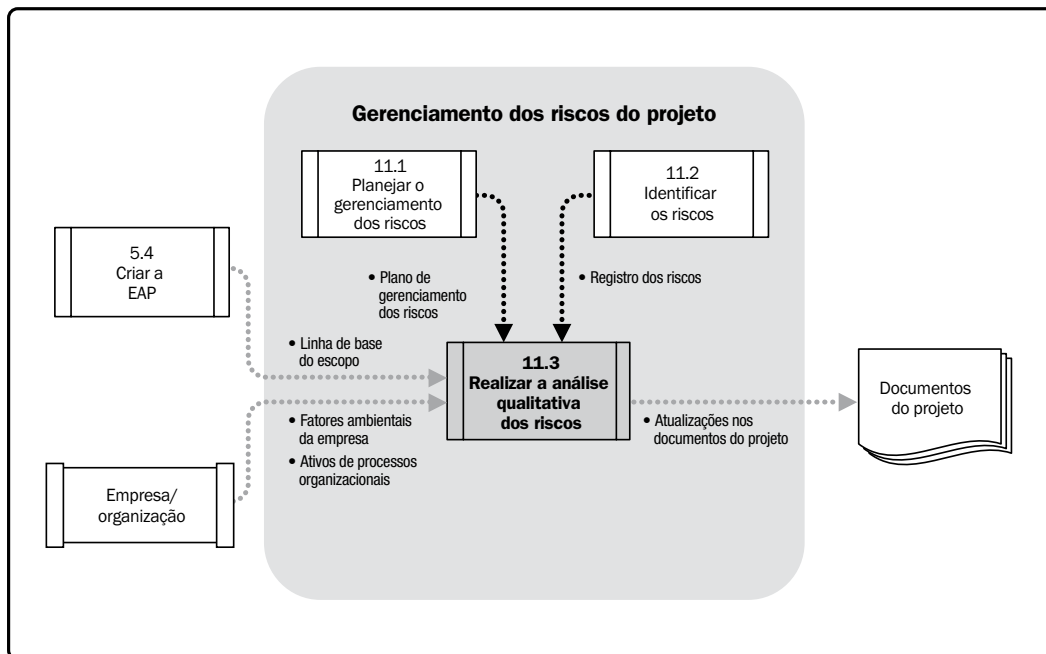 Gerenciamento dos riscos do projeto
11.1
Planejar o
gerenciamento
dos riscos
11.2
Identificar
os riscos
5.4
Criar a
EAP
• Plano de
gerenciamento
dos riscos
• Registro dos riscos
• Linha de base
do escopo
11.3
Realizar a análise
qualitativa
dos riscos
Documentos
do projeto
• Fatores ambientais
da empresa
• Ativos de processos
organizacionais
• Atualizações nos
documentos do projeto
Empresa/
organização